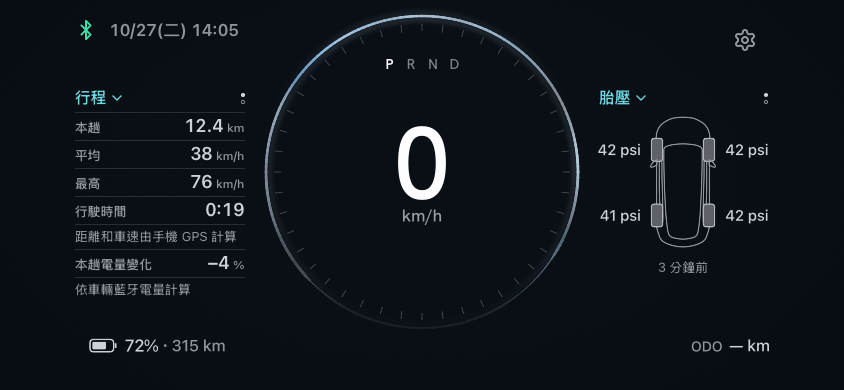 10/27(二) 14:05
P R N D
行程
本趟 12.4 km
平均 38 km/h
最高 76 km/h
行駛時間 0:19
距離和車速由手機 GPS 計算
本趟電量變化 –4 %
依車輛藍牙電量計算
0
km/h
胎壓
42 psi 42 psi
41 psi 42 psi
3 分鐘前
72% · 315 km
ODO — km